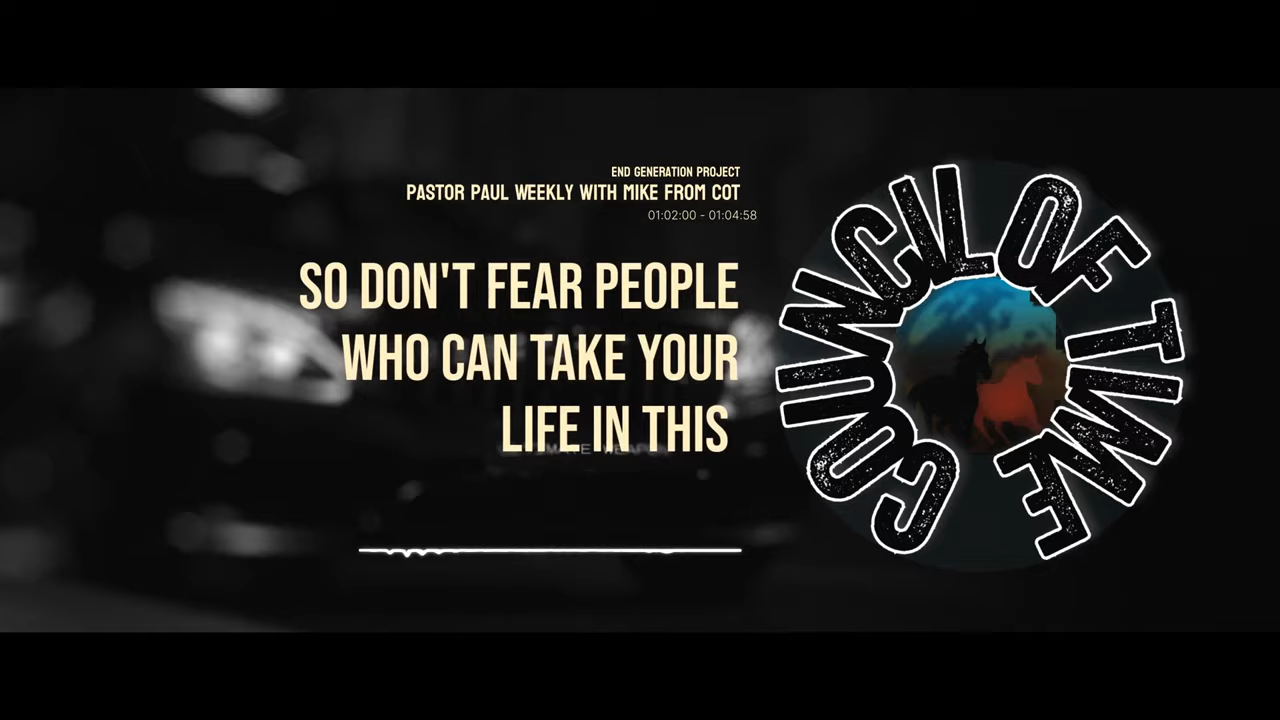 END GENERATION PROJECT
PASTOR PAUL WEEKLY WITH MIKE FROM COT
01:02:00 - 01:04:58
SO DON'T FEAR PEOPLE
WHO CAN TAKE YOUR
LIFE IN THIS
COUNCIL OF TIME